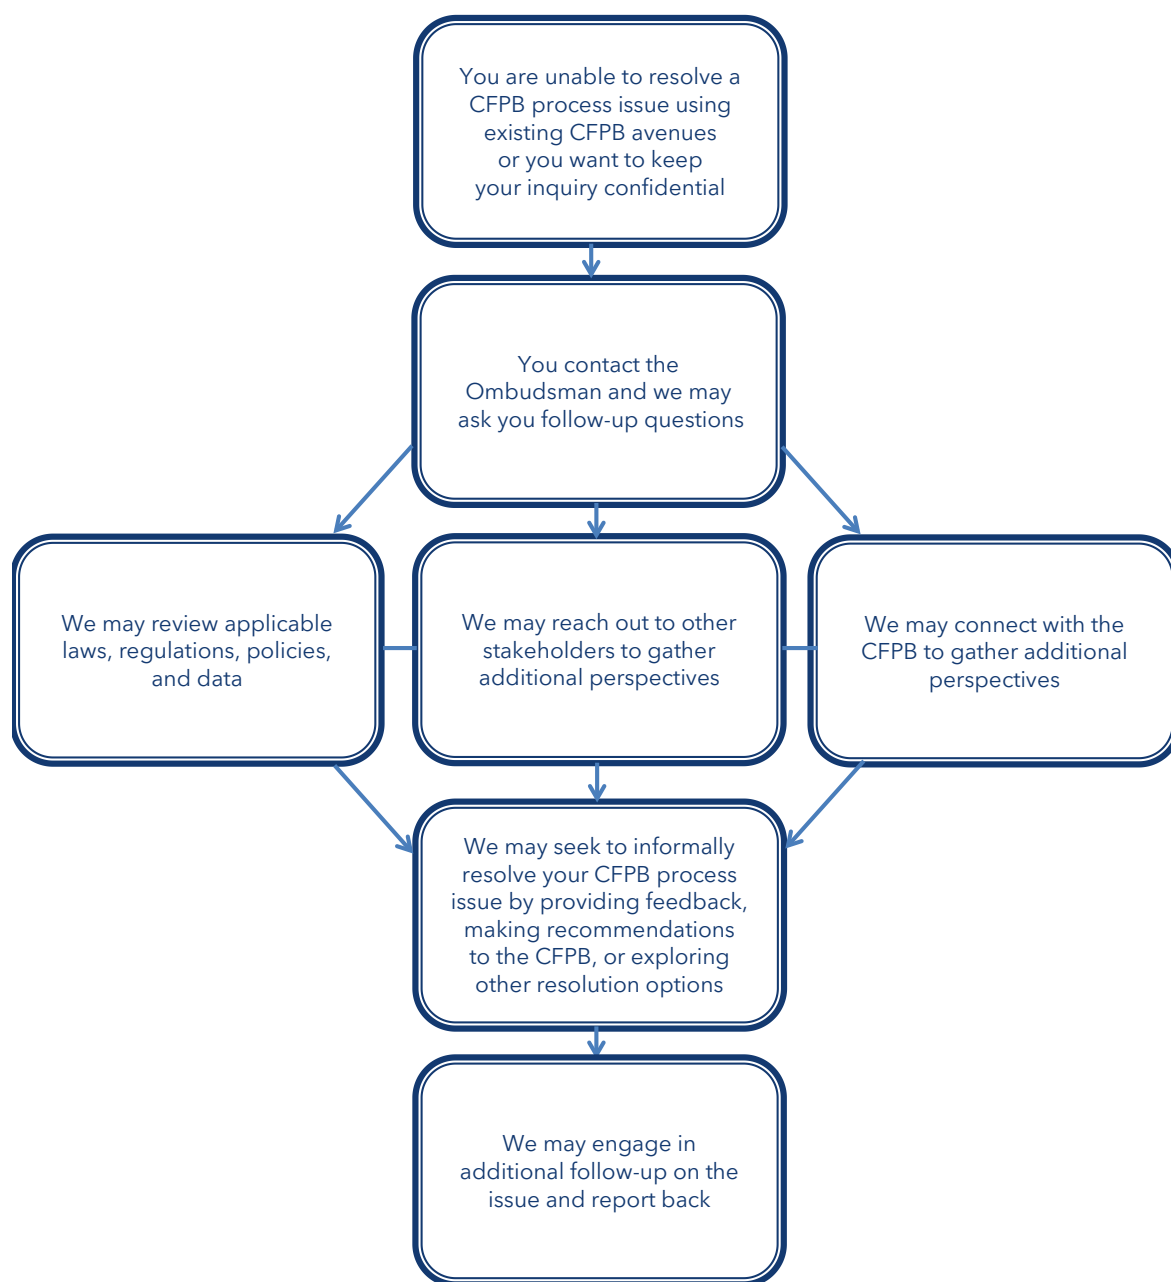 You are unable to resolve a
CFPB process issue using
existing CFPB avenues
or you want to keep
your inquiry confidential
You contact the
Ombudsman and we may
ask you follow-up questions
We may review applicable
laws, regulations, policies,
and data
We may reach out to other
stakeholders to gather
additional perspectives
We may connect with the
CFPB to gather additional
perspectives
We may seek to informally
resolve your CFPB process
issue by providing feedback,
making recommendations
to the CFPB, or exploring
other resolution options
We may engage in
additional follow-up on the
issue and report back